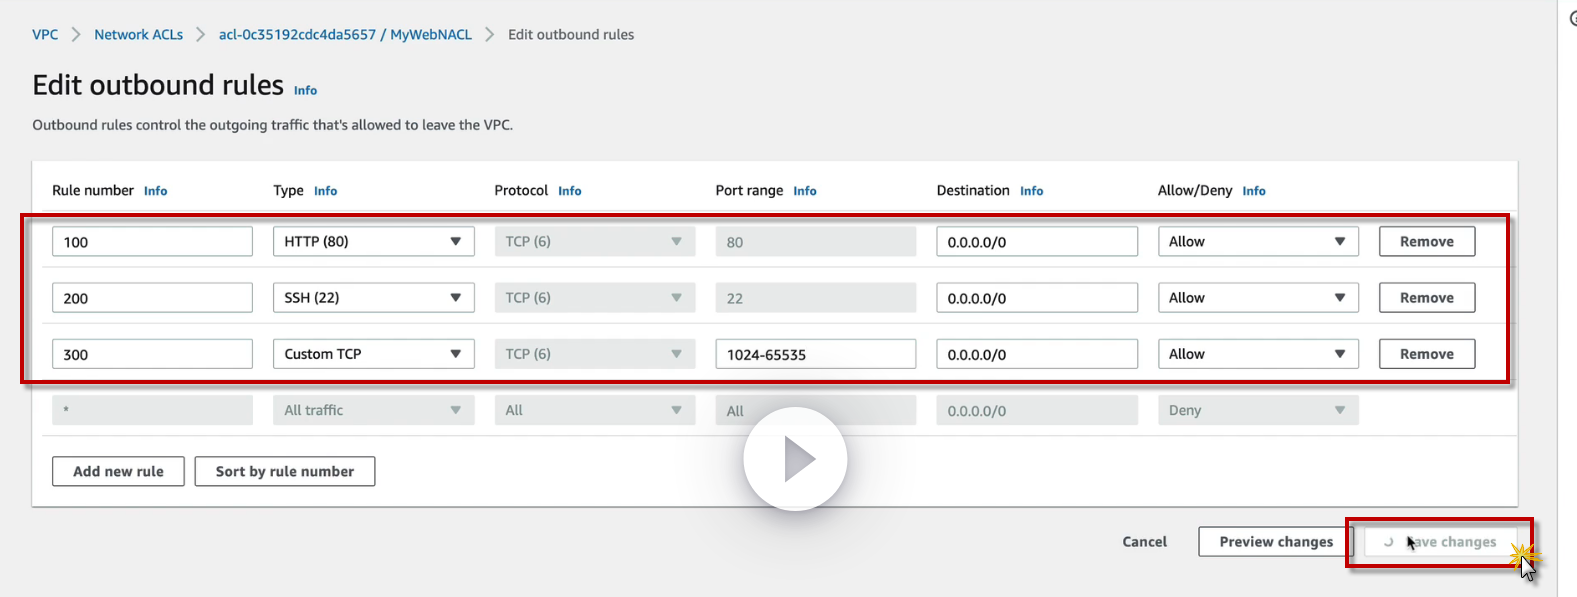 VPC > Network ACLs > acl-0c35192cdc4da5657 / MyWebNACL > Edit outbound rules
Edit outbound rules Info
Outbound rules control the outgoing traffic that's allowed to leave the VPC.
Rule number Info Type Info Protocol Info Port range Info Destination Info Allow/Deny Info
100 HTTP (80) TCP (6) 80 0.0.0.0/0 Allow Remove
200 SSH (22) TCP (6) 22 0.0.0.0/0 Allow Remove
300 Custom TCP TCP (6) 1024-65535 0.0.0.0/0 Allow Remove
* All traffic All All 0.0.0.0/0 Deny
Add new rule Sort by rule number
Cancel Preview changes Save changes